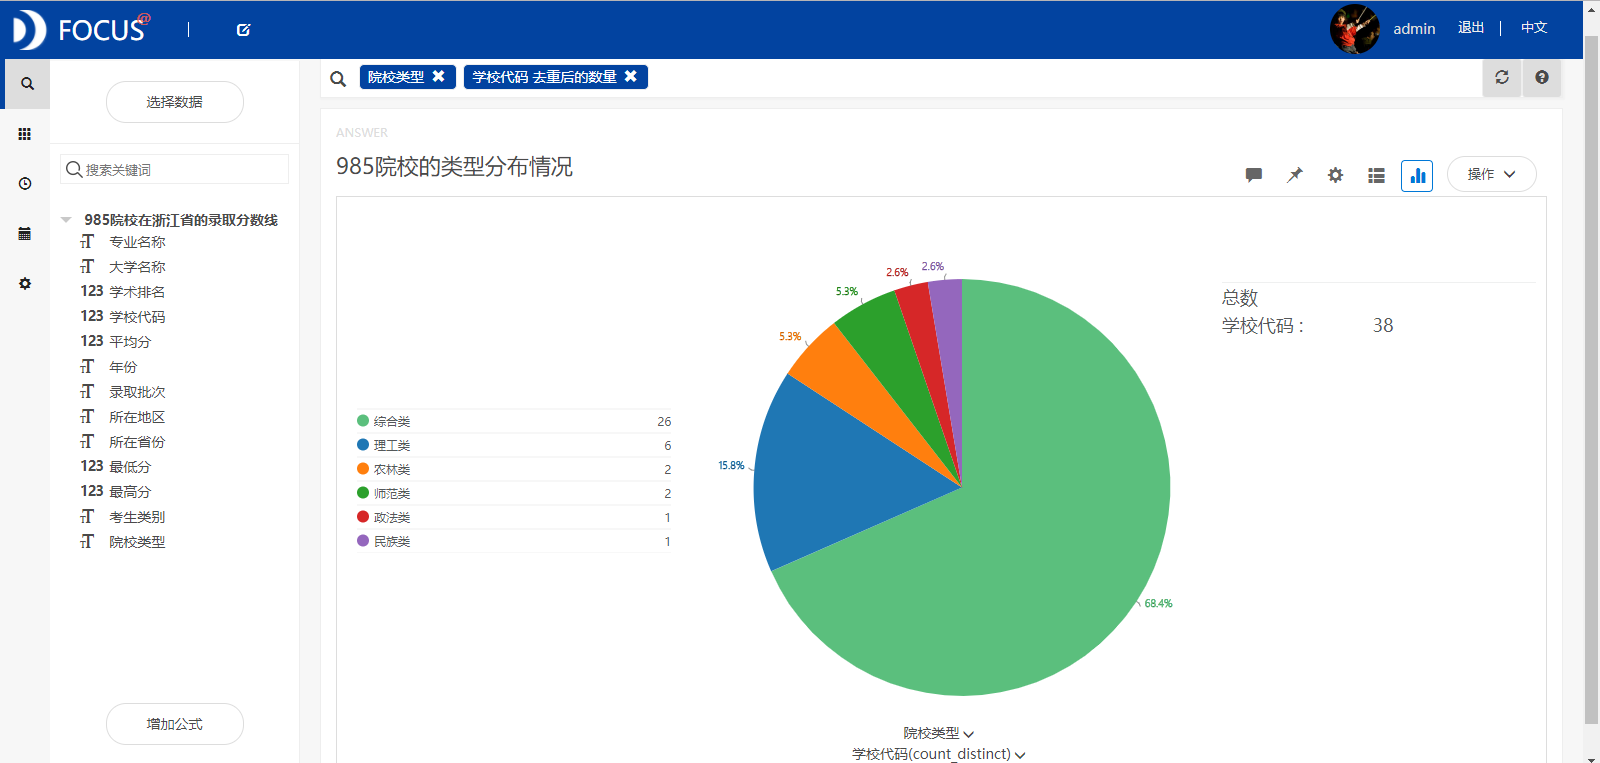 FOCUS@
admin 退出 | 中文
院校类型 ✖ 学校代码 去重后的数量 ✖
选择数据
搜索关键词
985院校在浙江省的录取分数线
TT 专业名称
TT 大学名称
123 学术排名
123 学校代码
123 平均分
TT 年份
TT 录取批次
TT 所在地区
TT 所在省份
123 最低分
123 最高分
TT 考生类别
TT 院校类型
增加公式
ANSWER
985院校的类型分布情况
操作
综合类 26
理工类 6
农林类 2
师范类 2
政法类 1
民族类 1
2.6%
2.6%
5.3%
5.3%
15.8%
68.4%
总数
学校代码 : 38
院校类型
学校代码(count_distinct)